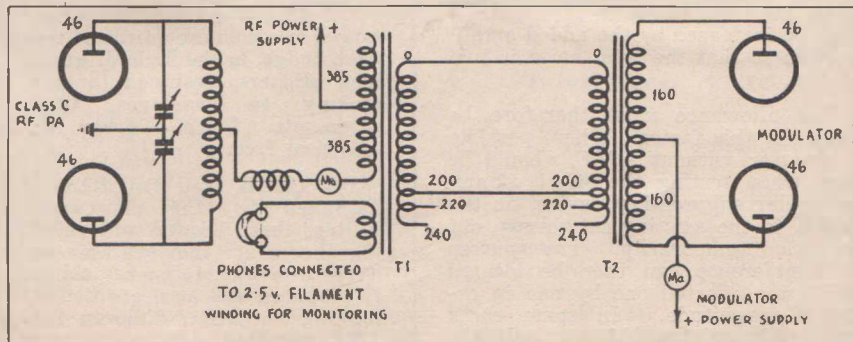 46
RF POWER
SUPPLY
+
385
385
0
0
46
160
160
CLASS C
RF PA
MODULATOR
46
46
Ma
200
220
240
200
220
240
T1
T2
PHONES CONNECTED
TO 2·5 v. FILAMENT
WINDING FOR MONITORING
Ma
MODULATOR
+ POWER SUPPLY